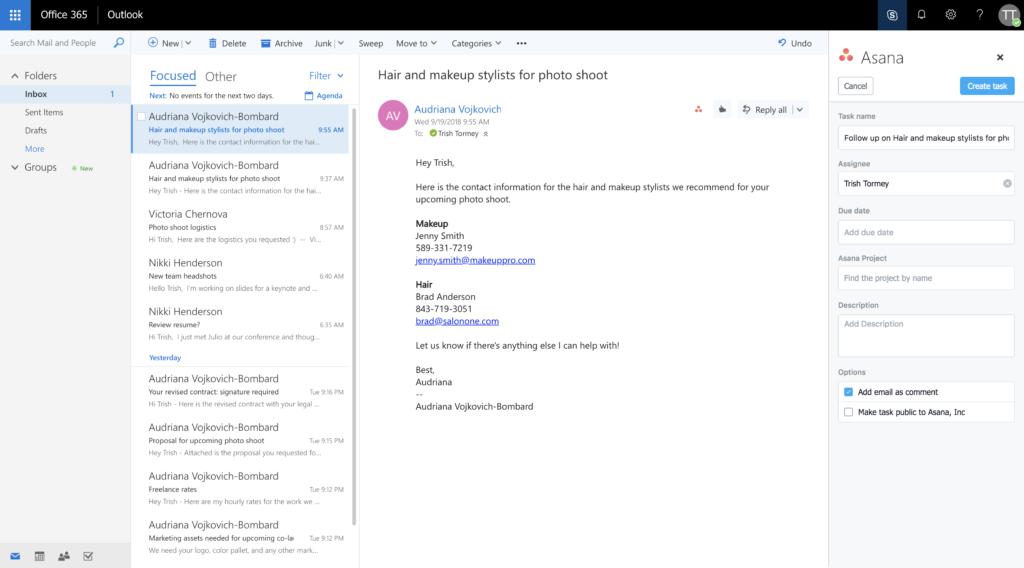 Office 365
Outlook
TT
Search Mail and People
New
Delete
Archive
Junk
Sweep
Move to
Categories
•••
Undo
Folders
Inbox 1
Sent Items
Drafts
More
Groups
New
Focused Other
Filter
Next: No events for the next two days.
Agenda
Audriana Vojkovich-Bombard
Hair and makeup stylists for photo shoot 9:55 AM
Hey Trish, Here is the contact information for the hai...
Audriana Vojkovich-Bombard
Hair and makeup stylists for photo shoot 9:37 AM
Hey Trish - Here is the contact information for the hai...
Victoria Chernova
Photo shoot logistics 8:57 AM
Hi Trish, Here are the logistics you requested :) -- Vi...
Nikki Henderson
New team headshots 6:40 AM
Hello Trish, I'm working on slides for a keynote and ...
Nikki Henderson
Review resume? 6:35 AM
Hi Trish, I just met Julio at our conference and thoug...
Yesterday
Audriana Vojkovich-Bombard
Your revised contract: signature required Tue 9:16 PM
Hi Trish - Here is the revised contract with your legal ...
Audriana Vojkovich-Bombard
Proposal for upcoming photo shoot Tue 9:15 PM
Hey Trish - Attached is the proposal you requested fo...
Audriana Vojkovich-Bombard
Freelance rates Tue 9:12 PM
Hey Trish - Here are my hourly rates for the work we ...
Audriana Vojkovich-Bombard
Marketing assets needed for upcoming co-la Tue 9:12 PM
We need your logo, color pallet, and any other mark...
Hair and makeup stylists for photo shoot
AV
Audriana Vojkovich
Wed 9/19/2018 9:55 AM
To: Trish Tormey
Reply all
Hey Trish,
Here is the contact information for the hair and makeup stylists we recommend for your
upcoming photo shoot.
Makeup
Jenny Smith
589-331-7219
jenny.smith@makeuppro.com
Hair
Brad Anderson
843-719-3051
brad@salonone.com
Let us know if there's anything else I can help with!
Best,
Audriana
--
Audriana Vojkovich-Bombard
Asana
Cancel
Create task
Task name
Follow up on Hair and makeup stylists for pho
Assignee
Trish Tormey
Due date
Add due date
Asana Project
Find the project by name
Description
Add Description
Options
Add email as comment
Make task public to Asana, Inc